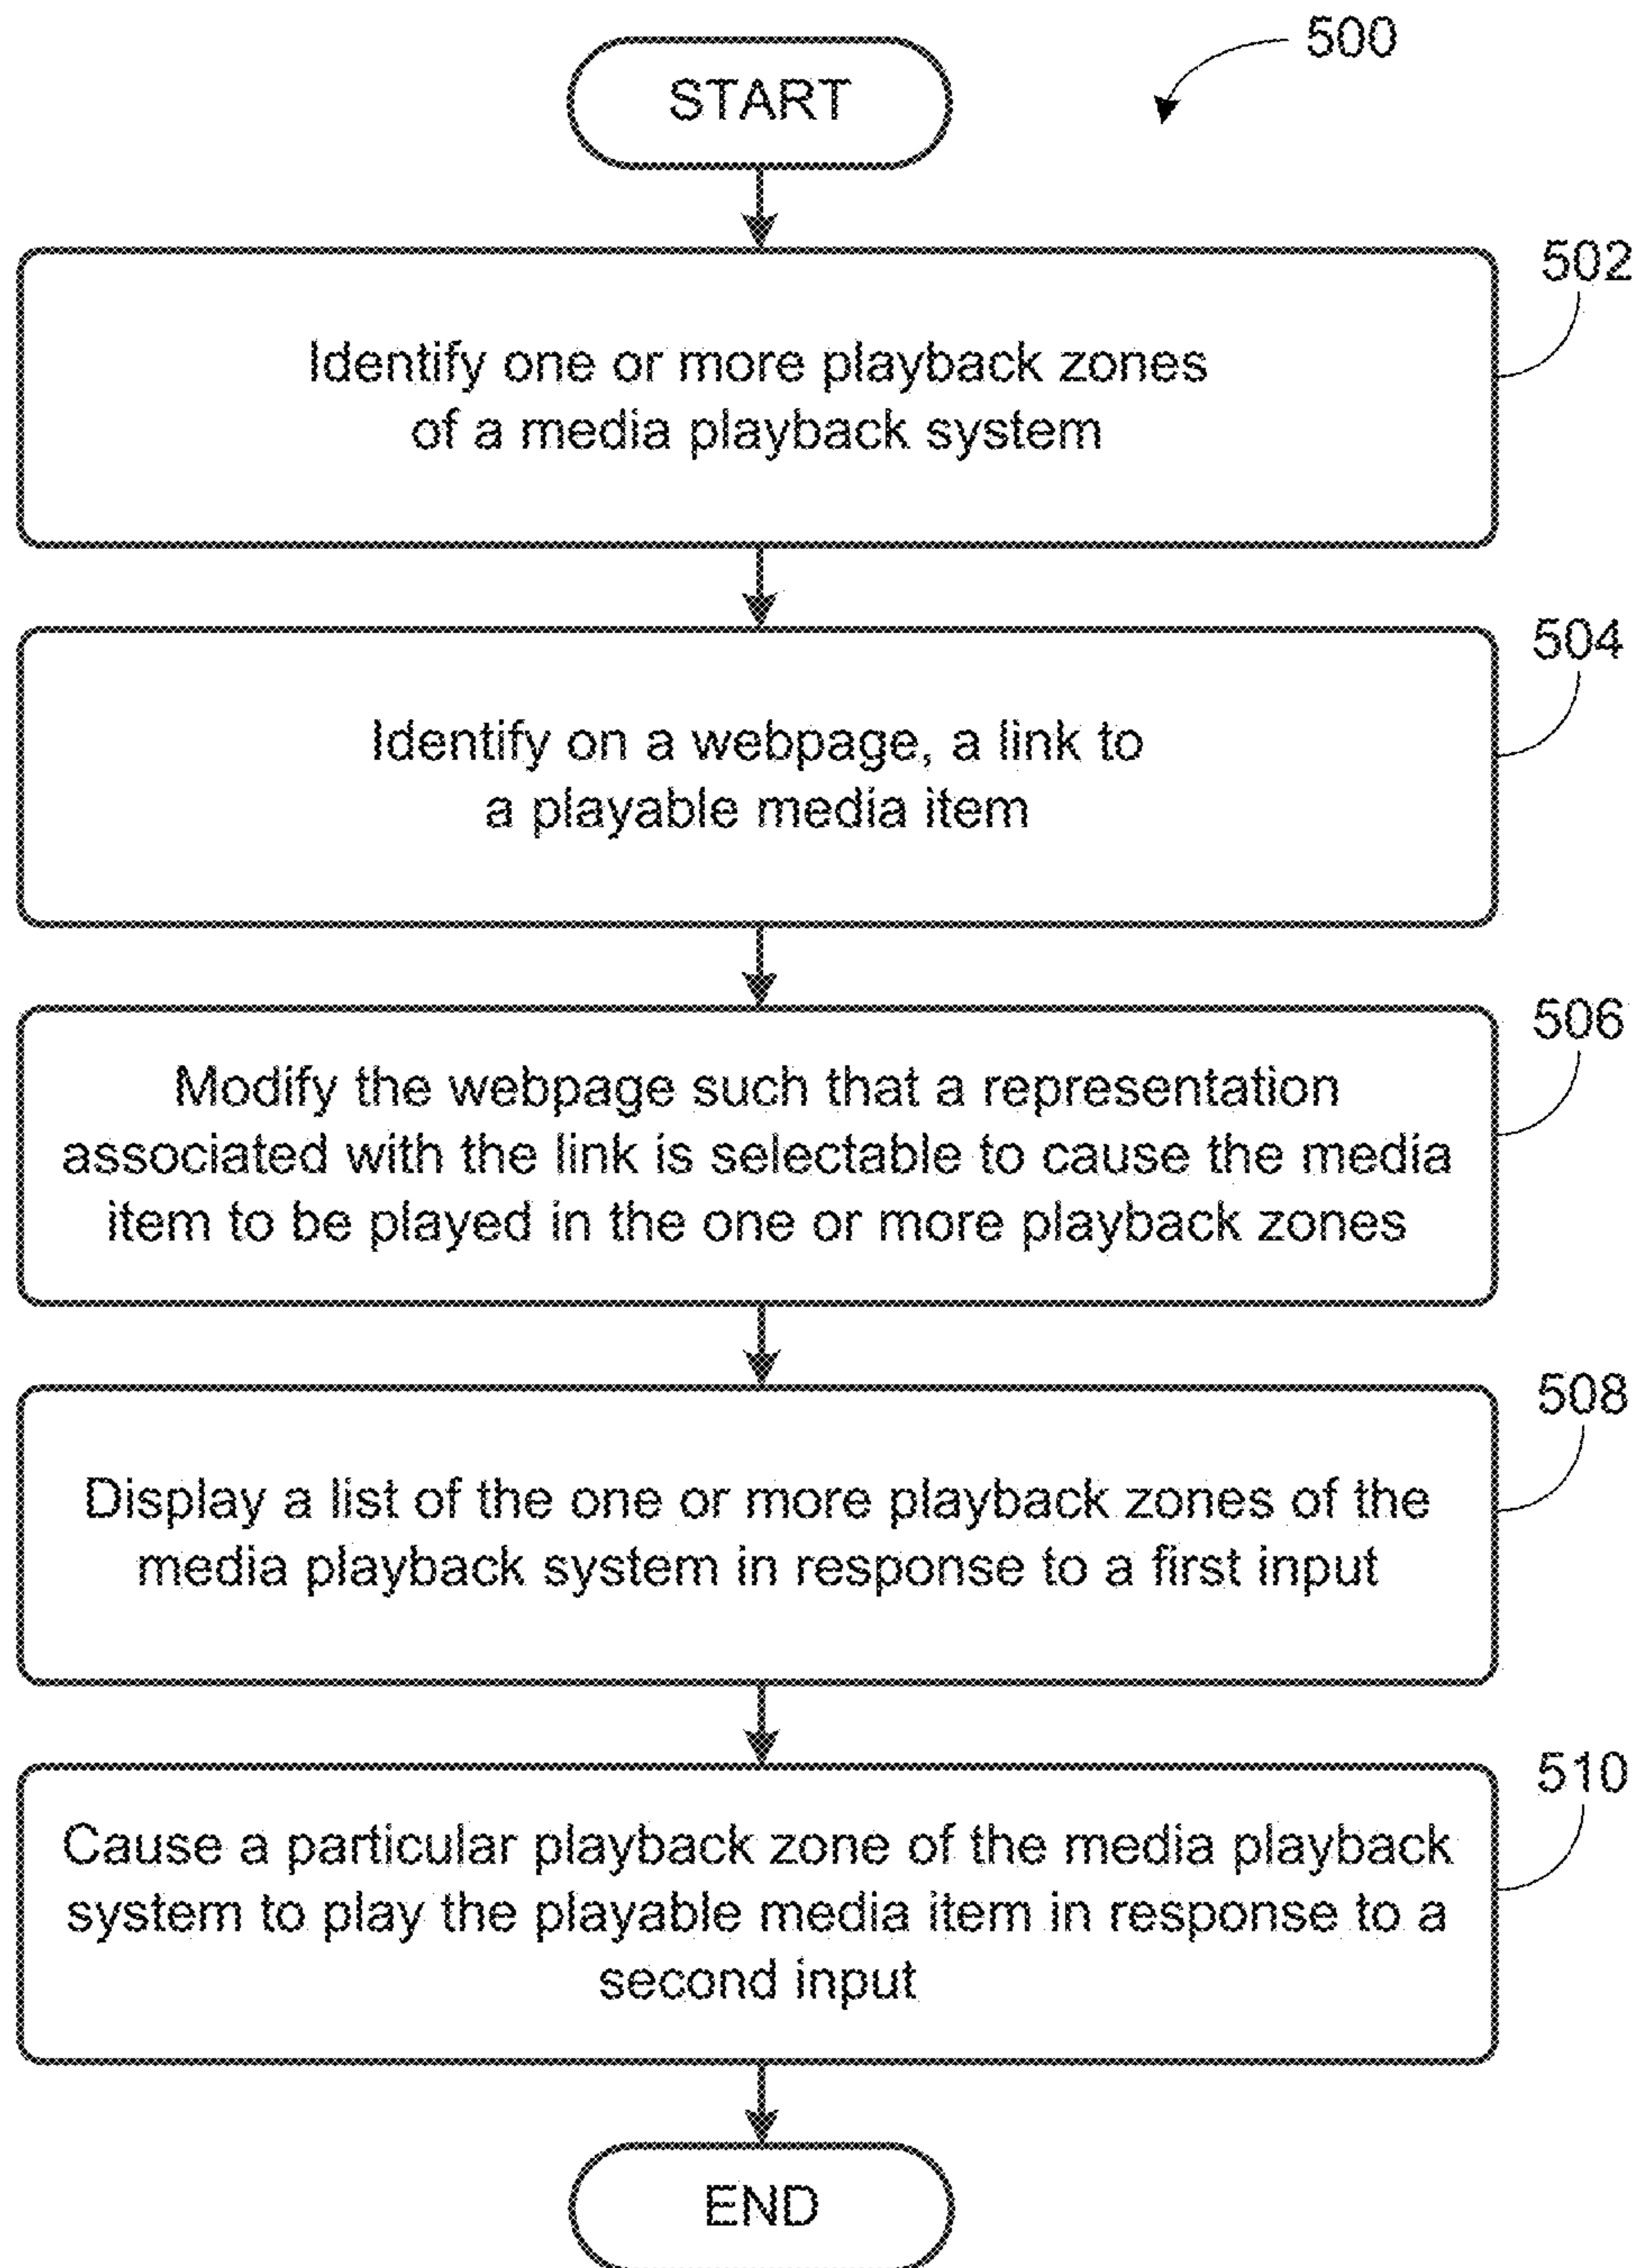 500
START
502
Identify one or more playback zones
of a media playback system
504
Identify on a webpage, a link to
a playable media item
506
Modify the webpage such that a representation
associated with the link is selectable to cause the media
item to be played in the one or more playback zones
508
Display a list of the one or more playback zones of the
media playback system in response to a first input
510
Cause a particular playback zone of the media playback
system to play the playable media item in response to a
second input
END